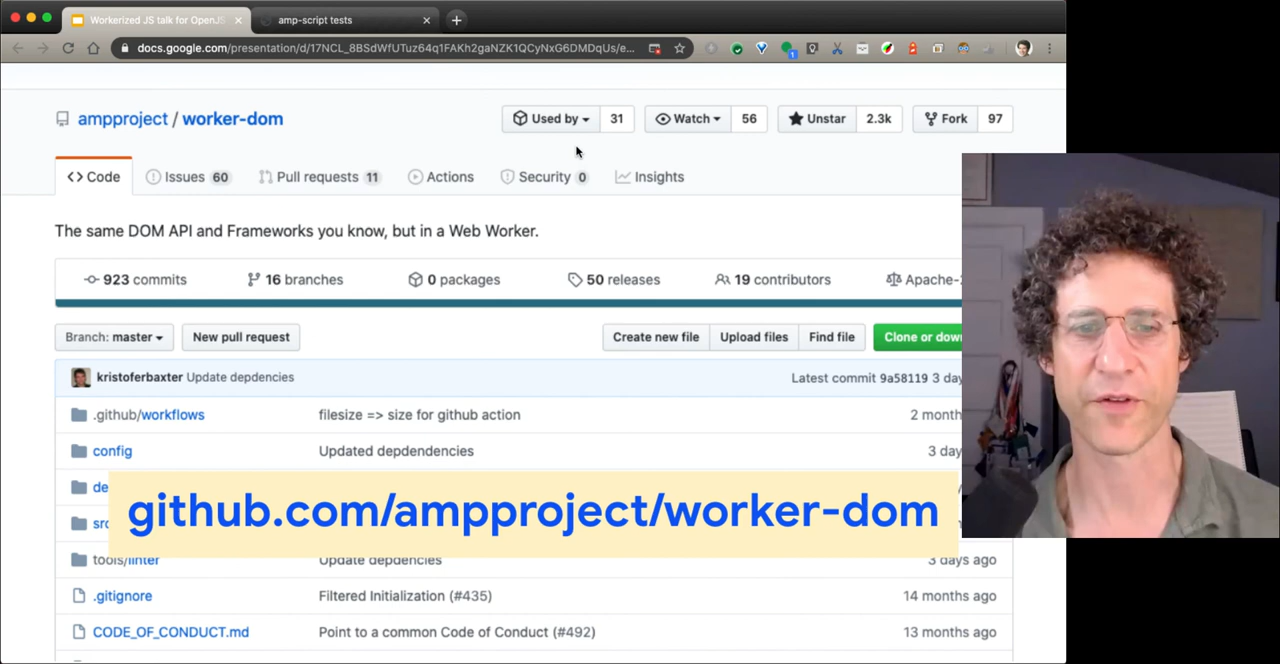 Workerized JS talk for OpenJS
amp-script tests
docs.google.com/presentation/d/17NCL_8BSdWfUTuz64q1FAKh2gaNZK1QCyNxG6DMDqUs/e...
ampproject / worker-dom
Used by 31
Watch 56
Unstar 2.3k
Fork 97
Code
Issues 60
Pull requests 11
Actions
Security 0
Insights
The same DOM API and Frameworks you know, but in a Web Worker.
923 commits
16 branches
0 packages
50 releases
19 contributors
Apache-
Branch: master
New pull request
Create new file
Upload files
Find file
Clone or dow
kristoferbaxter Update depdencies
Latest commit 9a58119 3 day
.github/workflows filesize => size for github action 2 month
config Updated depdendencies 3 day
de
github.com/ampproject/worker-dom
src
tools/linter Update depdencies 3 days ago
.gitignore Filtered Initialization (#435) 14 months ago
CODE_OF_CONDUCT.md Point to a common Code of Conduct (#492) 13 months ago